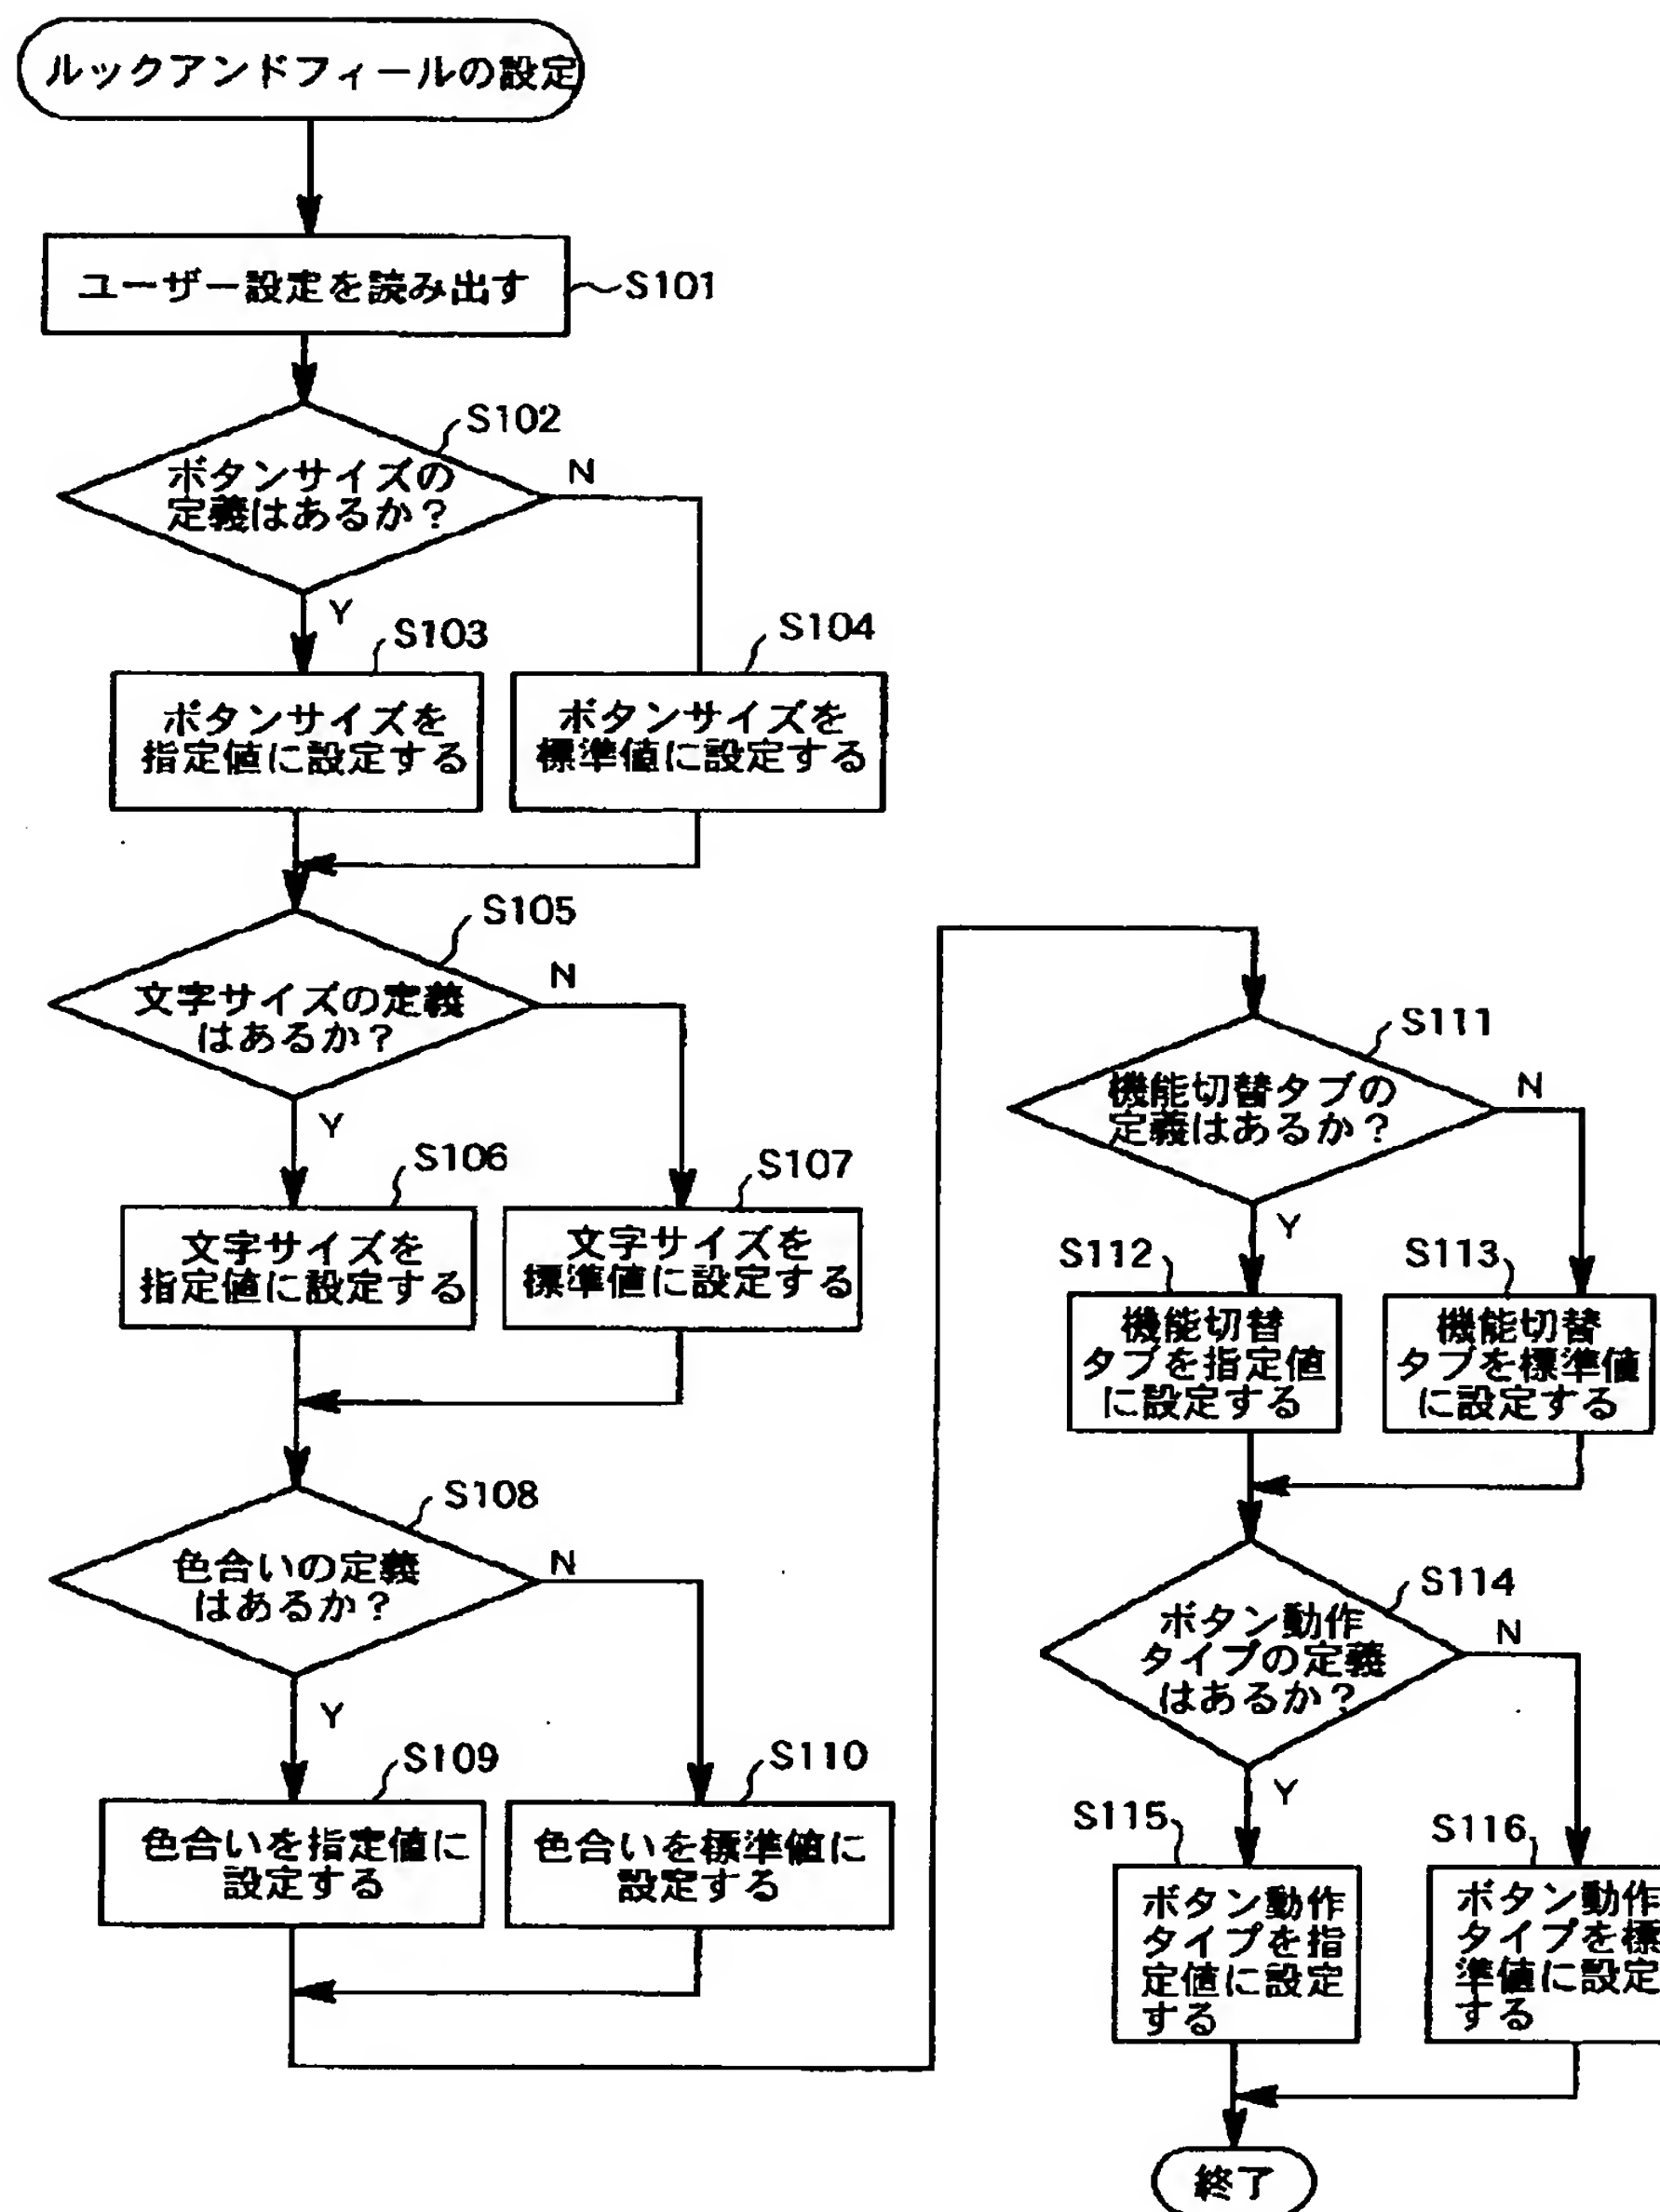 ルックアンドフィールの設定
ユーザー設定を読み出す
S101
S102
ボタンサイズの
定義はあるか？
N
Y
S103
ボタンサイズを
指定値に設定する
S104
ボタンサイズを
標準値に設定する
S105
文字サイズの定義
はあるか？
N
Y
S106
文字サイズを
指定値に設定する
S107
文字サイズを
標準値に設定する
S108
色合いの定義
はあるか？
N
Y
S109
色合いを指定値に
設定する
S110
色合いを標準値に
設定する
S111
機能切替タブの
定義はあるか？
N
Y
S112
機能切替
タブを指定値
に設定する
S113
機能切替
タブを標準値
に設定する
S114
ボタン動作
タイプの定義
はあるか？
N
Y
S115
ボタン動作
タイプを指
定値に設定
する
S116
ボタン動作
タイプを標
準値に設定
する
終了